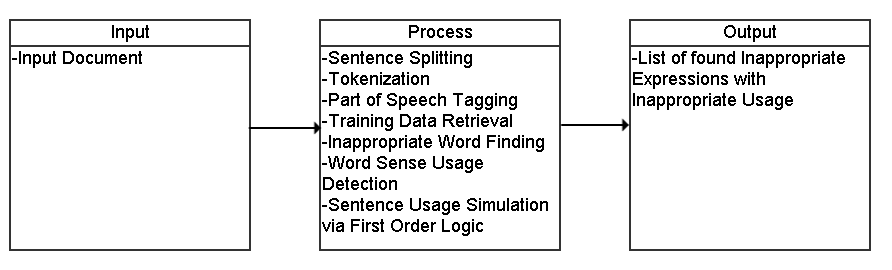 Input
-Input Document
Process
-Sentence Splitting
-Tokenization
-Part of Speech Tagging
-Training Data Retrieval
-Inappropriate Word Finding
-Word Sense Usage
Detection
-Sentence Usage Simulation
via First Order Logic
Output
-List of found Inappropriate
Expressions with
Inappropriate Usage